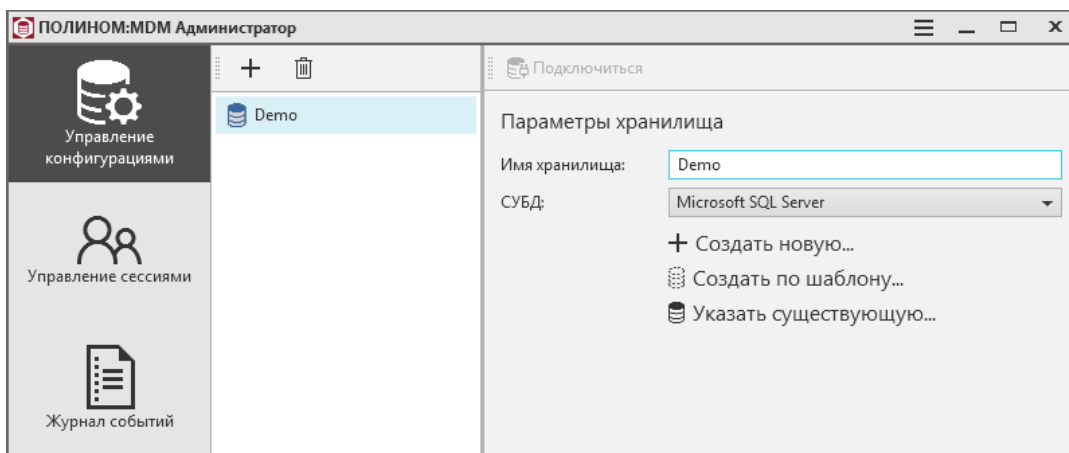 ПОЛИНОМ:MDM Администратор
Управление
конфигурациями
Управление сессиями
Журнал событий
Demo
Подключиться
Параметры хранилища
Имя хранилища: Demo
СУБД: Microsoft SQL Server
Создать новую...
Создать по шаблону...
Указать существующую...